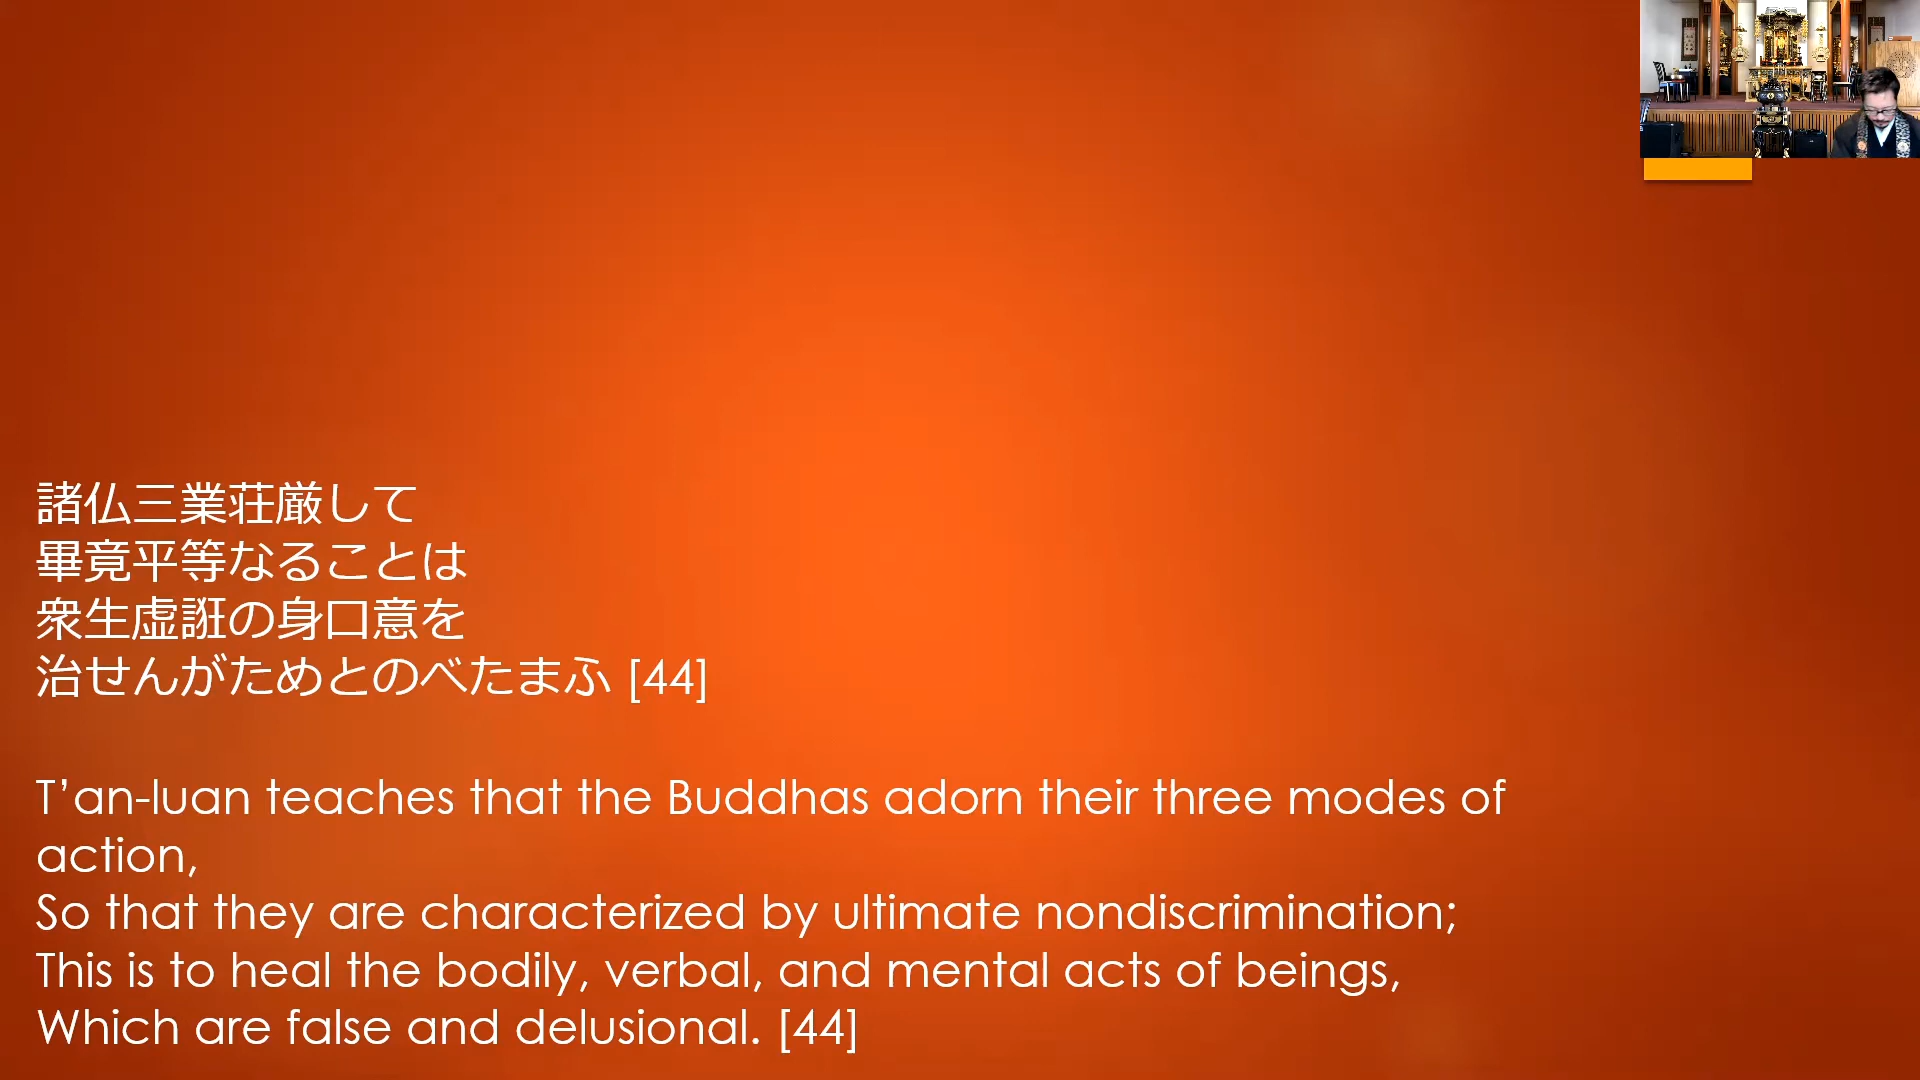 諸仏三業荘厳して
畢竟平等なることは
衆生虚誑の身口意を
治せんがためとのべたまふ [44]
T’an-luan teaches that the Buddhas adorn their three modes of
action,
So that they are characterized by ultimate nondiscrimination;
This is to heal the bodily, verbal, and mental acts of beings,
Which are false and delusional. [44]